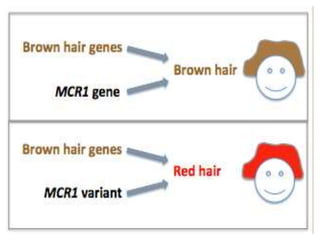 Brown hair genes
Brown hair
MCR1 gene
Brown hair genes
Red hair
MCR1 variant